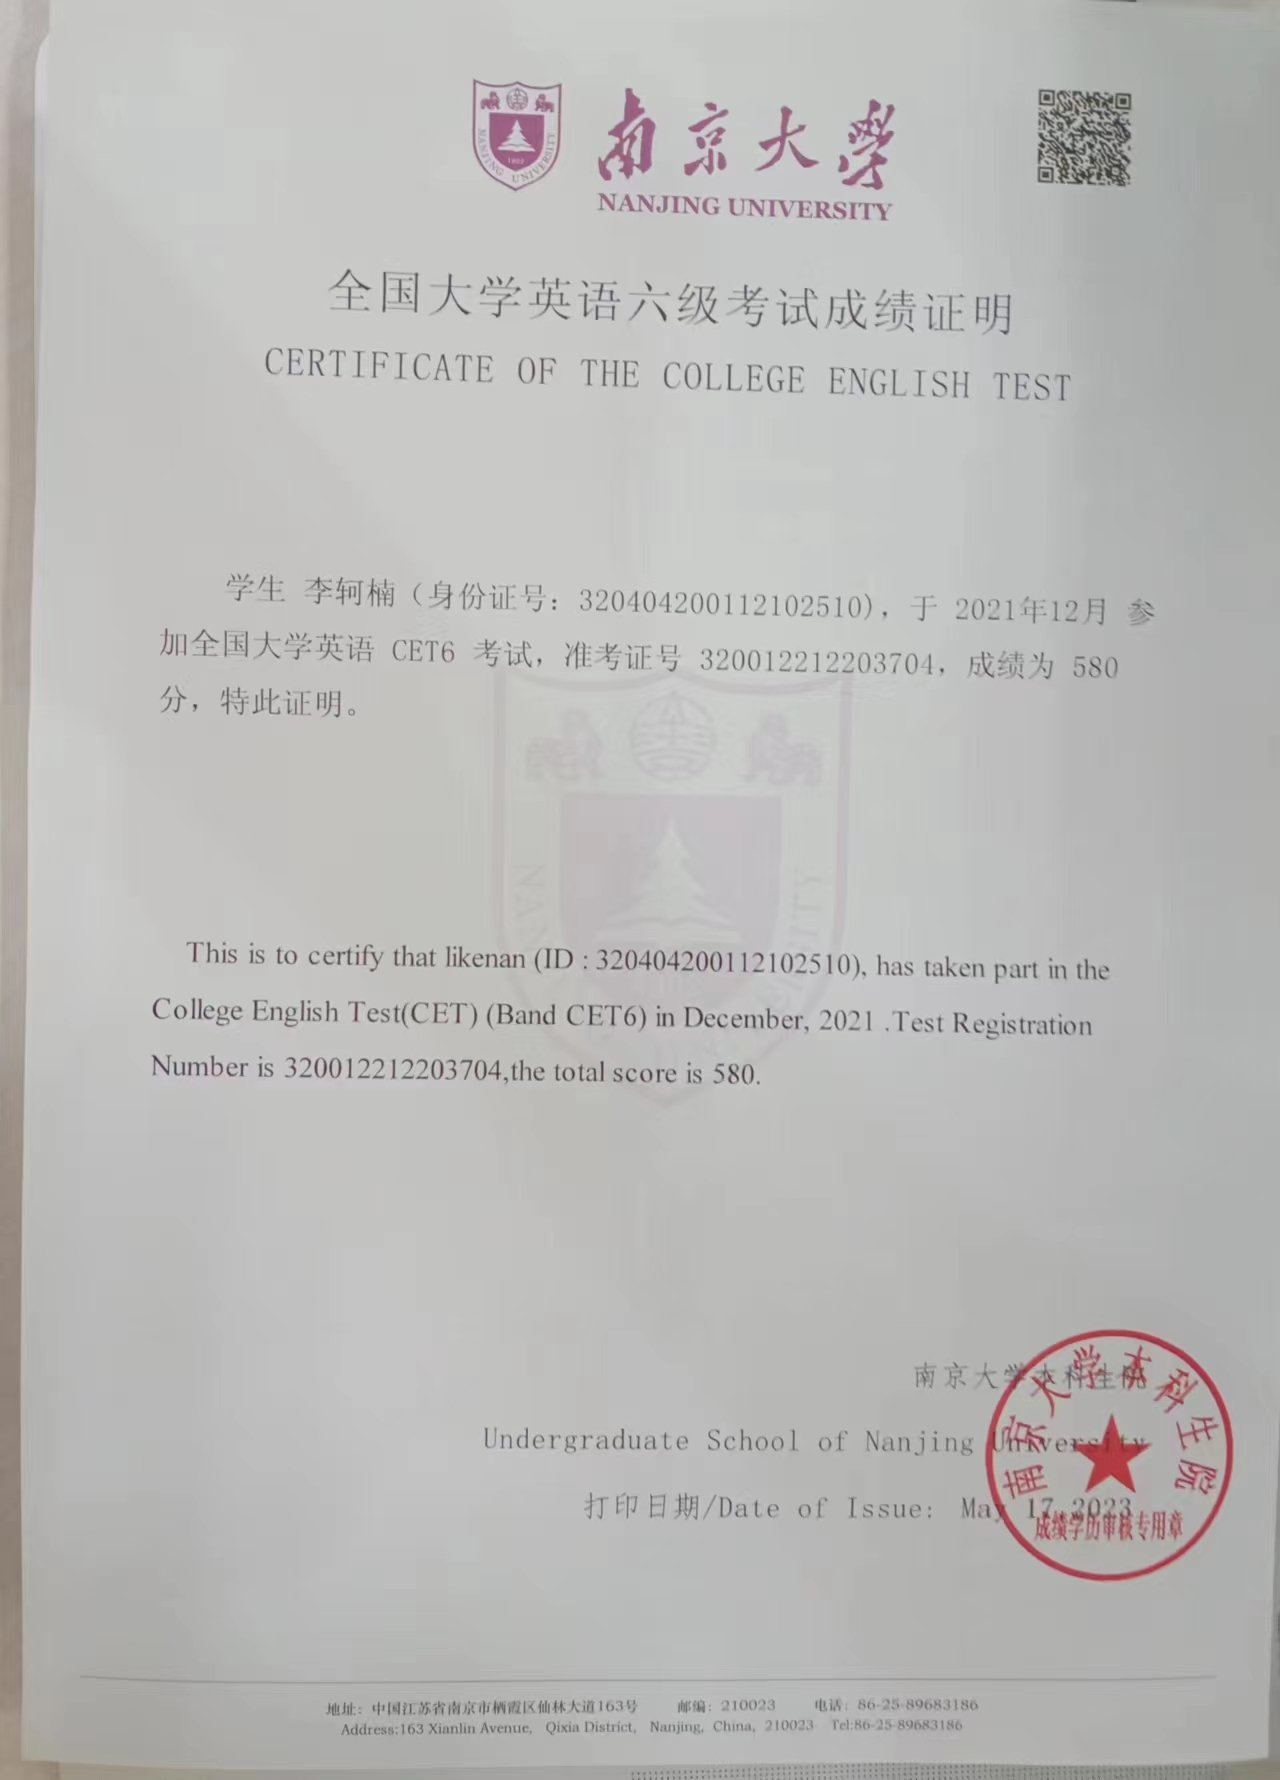 南京大学
NANJING UNIVERSITY
NANJING UNIVERSITY
1902
全国大学英语六级考试成绩证明
CERTIFICATE OF THE COLLEGE ENGLISH TEST
学生 李轲楠（身份证号：320404200112102510），于 2021年12月 参
加全国大学英语 CET6 考试，准考证号 320012212203704，成绩为 580
分，特此证明。
This is to certify that likenan (ID : 320404200112102510), has taken part in the
College English Test(CET) (Band CET6) in December, 2021 .Test Registration
Number is 320012212203704,the total score is 580.
南京大学本科生院
Undergraduate School of Nanjing University
打印日期/Date of Issue: May 17,2023
南京大学本科生院
成绩学历审核专用章
地址：中国江苏省南京市栖霞区仙林大道163号 邮编：210023 电话：86-25-89683186
Address:163 Xianlin Avenue, Qixia District, Nanjing, China, 210023 Tel:86-25-89683186